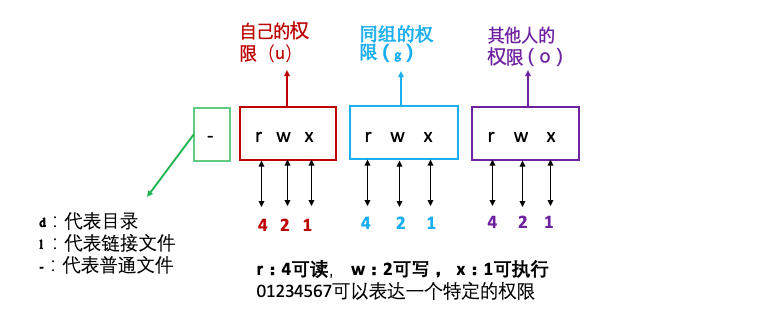 自己的权
限（u）
同组的权
限( g )
其他人的
权限( o )
- r w x r w x r w x
4 2 1 4 2 1 4 2 1
d：代表目录
l：代表链接文件
-：代表普通文件
r：4可读, w：2可写， x：1可执行
01234567可以表达一个特定的权限